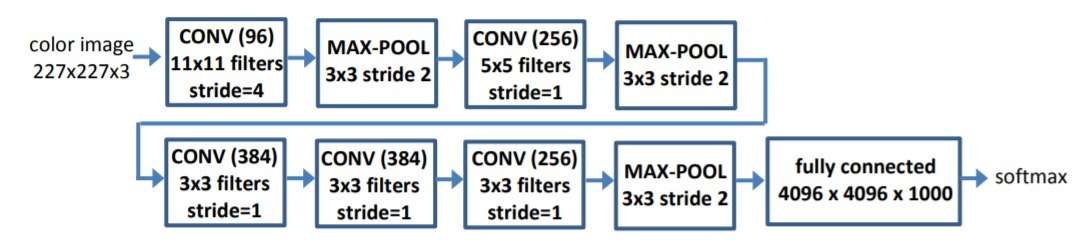 color image
227x227x3
CONV (96)
11x11 filters
stride=4
MAX-POOL
3x3 stride 2
CONV (256)
5x5 filters
stride=1
MAX-POOL
3x3 stride 2
CONV (384)
3x3 filters
stride=1
CONV (384)
3x3 filters
stride=1
CONV (256)
3x3 filters
stride=1
MAX-POOL
3x3 stride 2
fully connected
4096 x 4096 x 1000
softmax